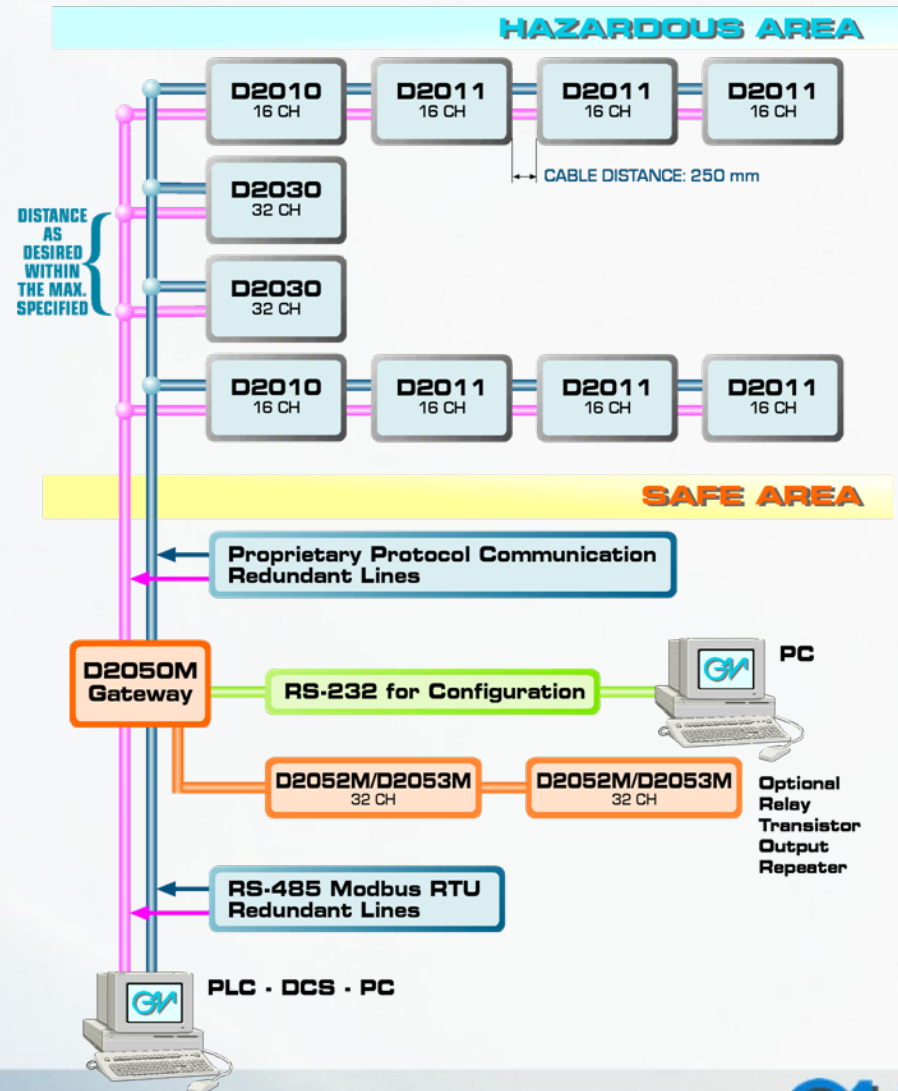 HAZARDOUS AREA
D2010
16 CH
D2011
16 CH
D2011
16 CH
D2011
16 CH
CABLE DISTANCE: 250 mm
D2030
32 CH
DISTANCE
AS
DESIRED
WITHIN
THE MAX.
SPECIFIED
D2030
32 CH
D2010
16 CH
D2011
16 CH
D2011
16 CH
D2011
16 CH
SAFE AREA
Proprietary Protocol Communication
Redundant Lines
D2050M
Gateway
RS-232 for Configuration
GM
PC
D2052M/D2053M
32 CH
D2052M/D2053M
32 CH
Optional
Relay
Transistor
Output
Repeater
RS-485 Modbus RTU
Redundant Lines
GM
PLC - DCS - PC